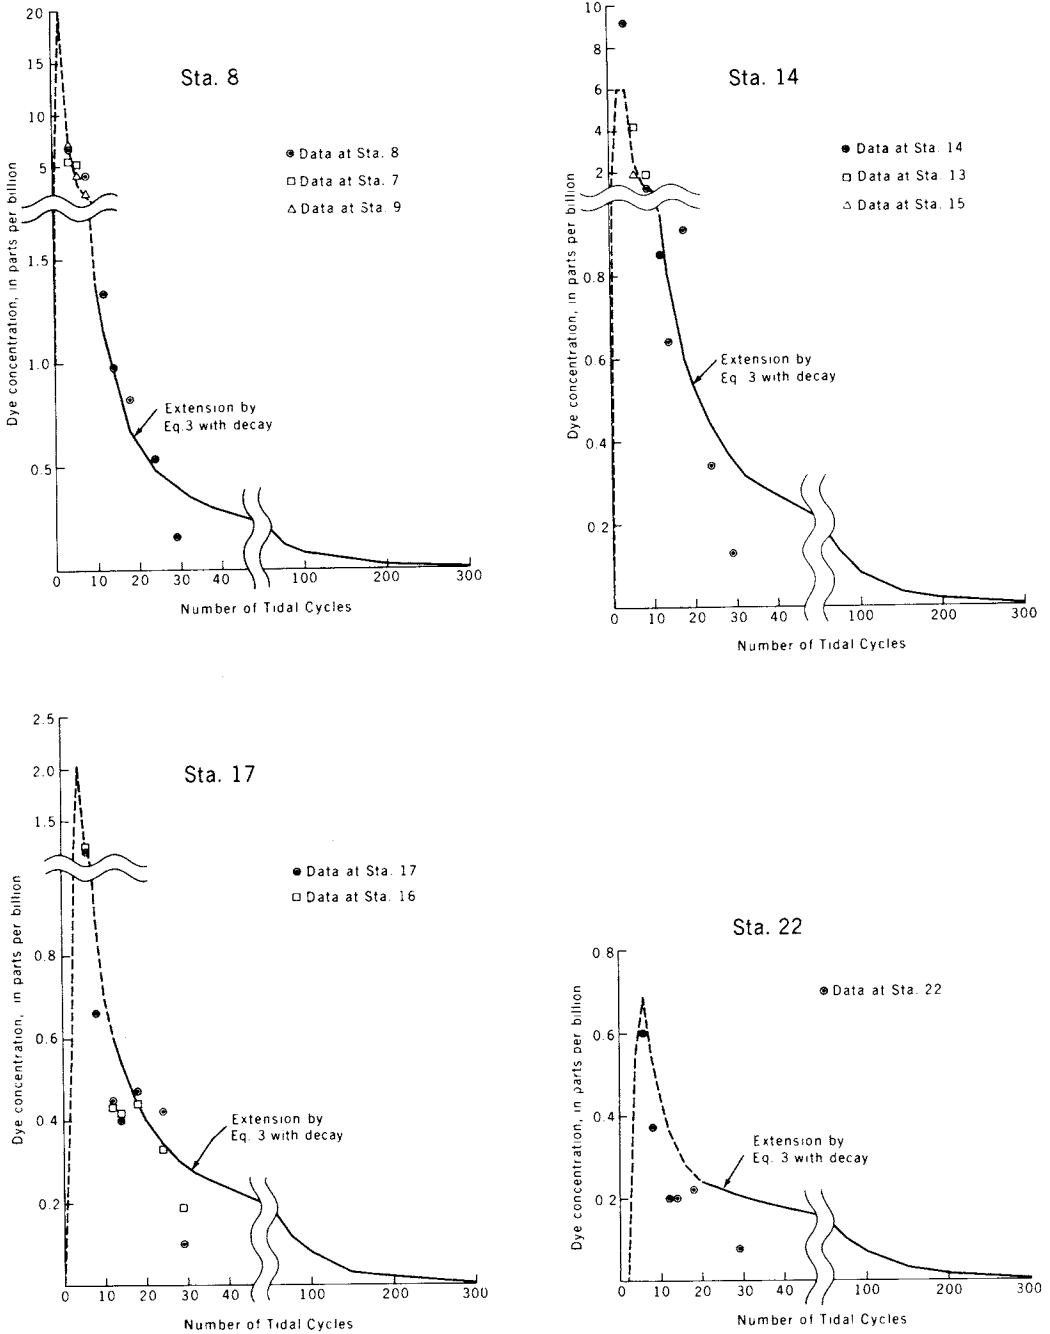 Sta. 8
20
15
10
5
1.5
1.0
0.5
Dye concentration, in parts per billion
Data at Sta. 8
Data at Sta. 7
Data at Sta. 9
Extension by
Eq.3 with decay
0 10 20 30 40 100 200 300
Number of Tidal Cycles
Sta. 14
10
8
6
4
2
0.8
0.6
0.4
0.2
Dye concentration, in parts per billion
Data at Sta. 14
Data at Sta. 13
Data at Sta. 15
Extension by
Eq. 3 with decay
0 10 20 30 40 100 200 300
Number of Tidal Cycles
Sta. 17
2.5
2.0
1.5
0.8
0.6
0.4
0.2
Dye concentration, in parts per billion
Data at Sta. 17
Data at Sta. 16
Extension by
Eq. 3 with decay
0 10 20 30 40 100 200 300
Number of Tidal Cycles
Sta. 22
0.8
0.6
0.4
0.2
Dye concentration, in parts per billion
Data at Sta. 22
Extension by
Eq. 3 with decay
0 10 20 30 40 100 200 300
Number of Tidal Cycles